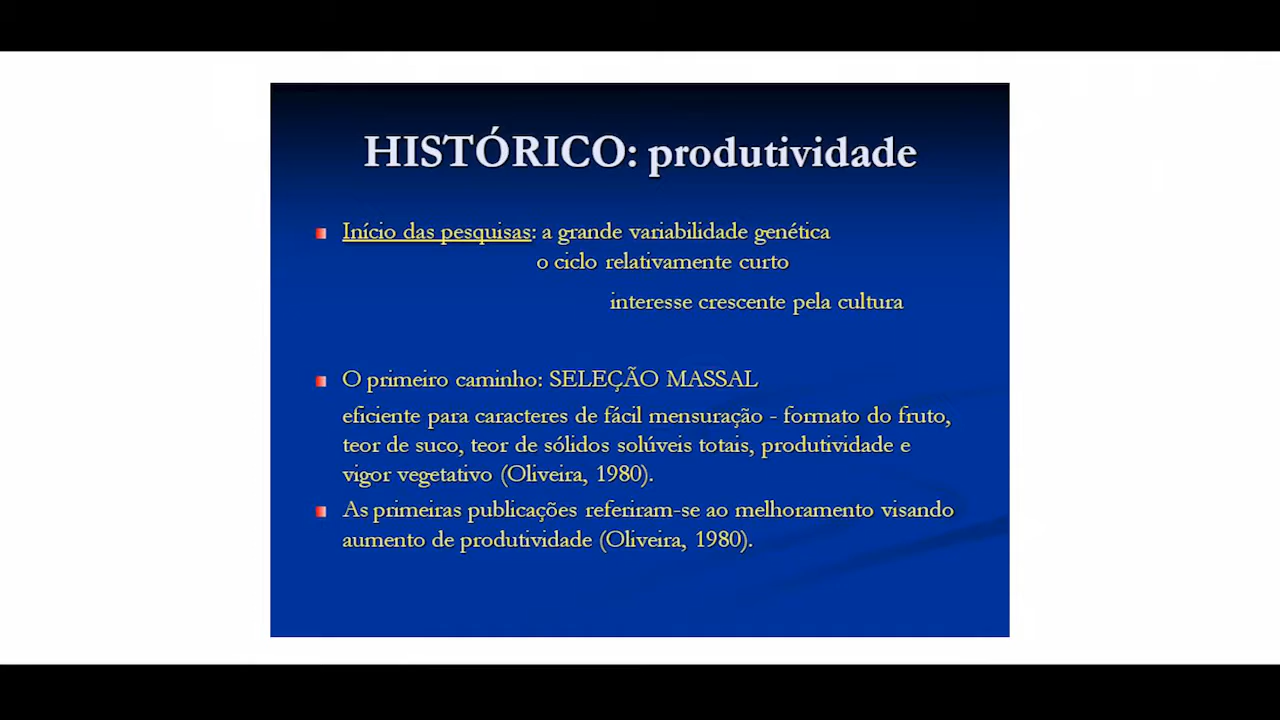 HISTÓRICO: produtividade
Início das pesquisas: a grande variabilidade genética
o ciclo relativamente curto
interesse crescente pela cultura
O primeiro caminho: SELEÇÃO MASSAL
eficiente para caracteres de fácil mensuração - formato do fruto,
teor de suco, teor de sólidos solúveis totais, produtividade e
vigor vegetativo (Oliveira, 1980).
As primeiras publicações referiram-se ao melhoramento visando
aumento de produtividade (Oliveira, 1980).